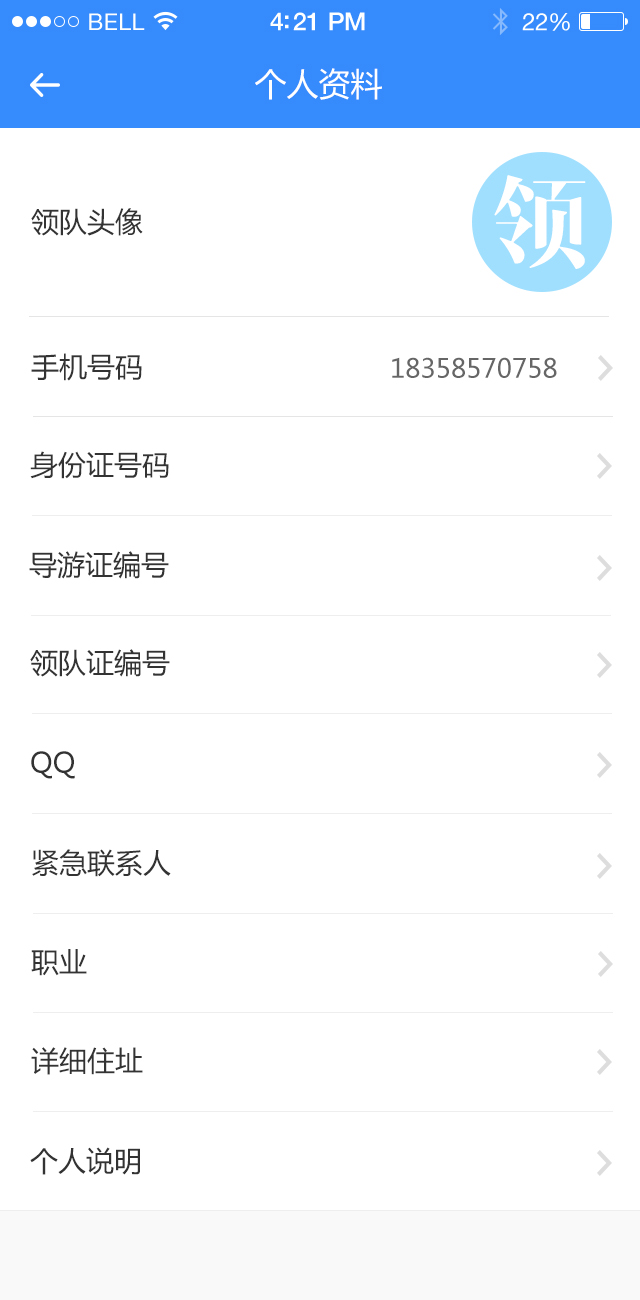 BELL 4:21 PM 22%
个人资料
领队头像 领
手机号码 18358570758
身份证号码
导游证编号
领队证编号
QQ
紧急联系人
职业
详细住址
个人说明